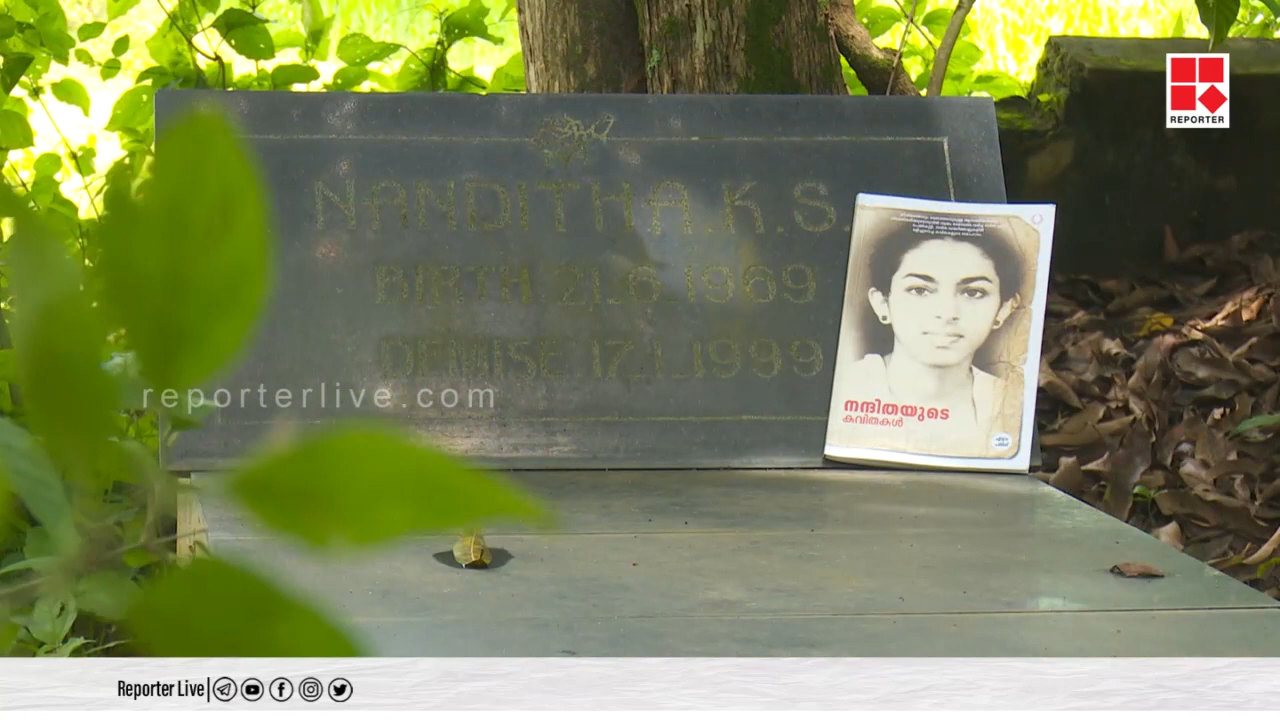 REPORTER
NANDITHA.K.S.
BIRTH 21.6.1969
DEMISE 17.1.1999
നന്ദിതയുടെ
കവിതകൾ
reporterlive.com
Reporter Live